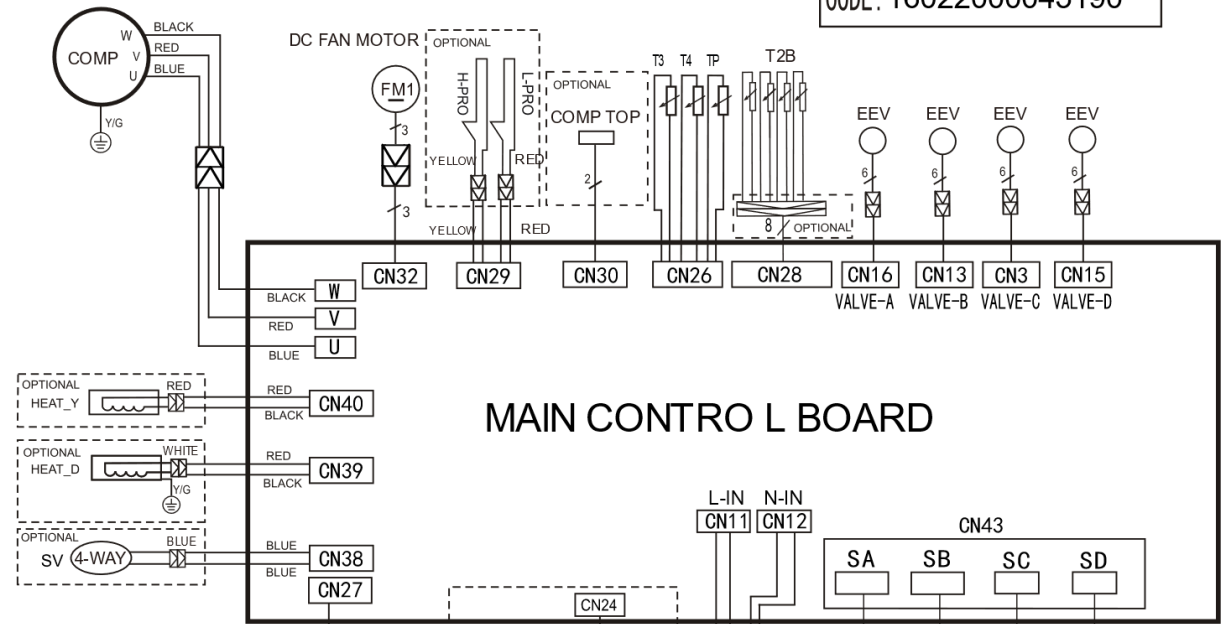 CODE: 16022000045190
BLACK
W
RED
COMP
V
BLUE
U
Y/G
DC FAN MOTOR
FM1
3
3
OPTIONAL
H-PRO
L-PRO
YELLOW
RED
YELLOW
RED
OPTIONAL
COMP TOP
2
T3 T4 TP
T2B
8
OPTIONAL
EEV EEV EEV EEV
6 6 6 6
CN32 CN29 CN30 CN26 CN28 CN16 CN13 CN3 CN15
VALVE-A VALVE-B VALVE-C VALVE-D
BLACK W
RED V
BLUE U
OPTIONAL
HEAT_Y
RED
RED
BLACK
CN40
MAIN CONTRO L BOARD
OPTIONAL
HEAT_D
WHITE
Y/G
RED
BLACK
CN39
OPTIONAL
SV 4-WAY
BLUE
BLUE
BLUE
CN38
CN27
CN24
L-IN N-IN
CN11 CN12
CN43
SA SB SC SD